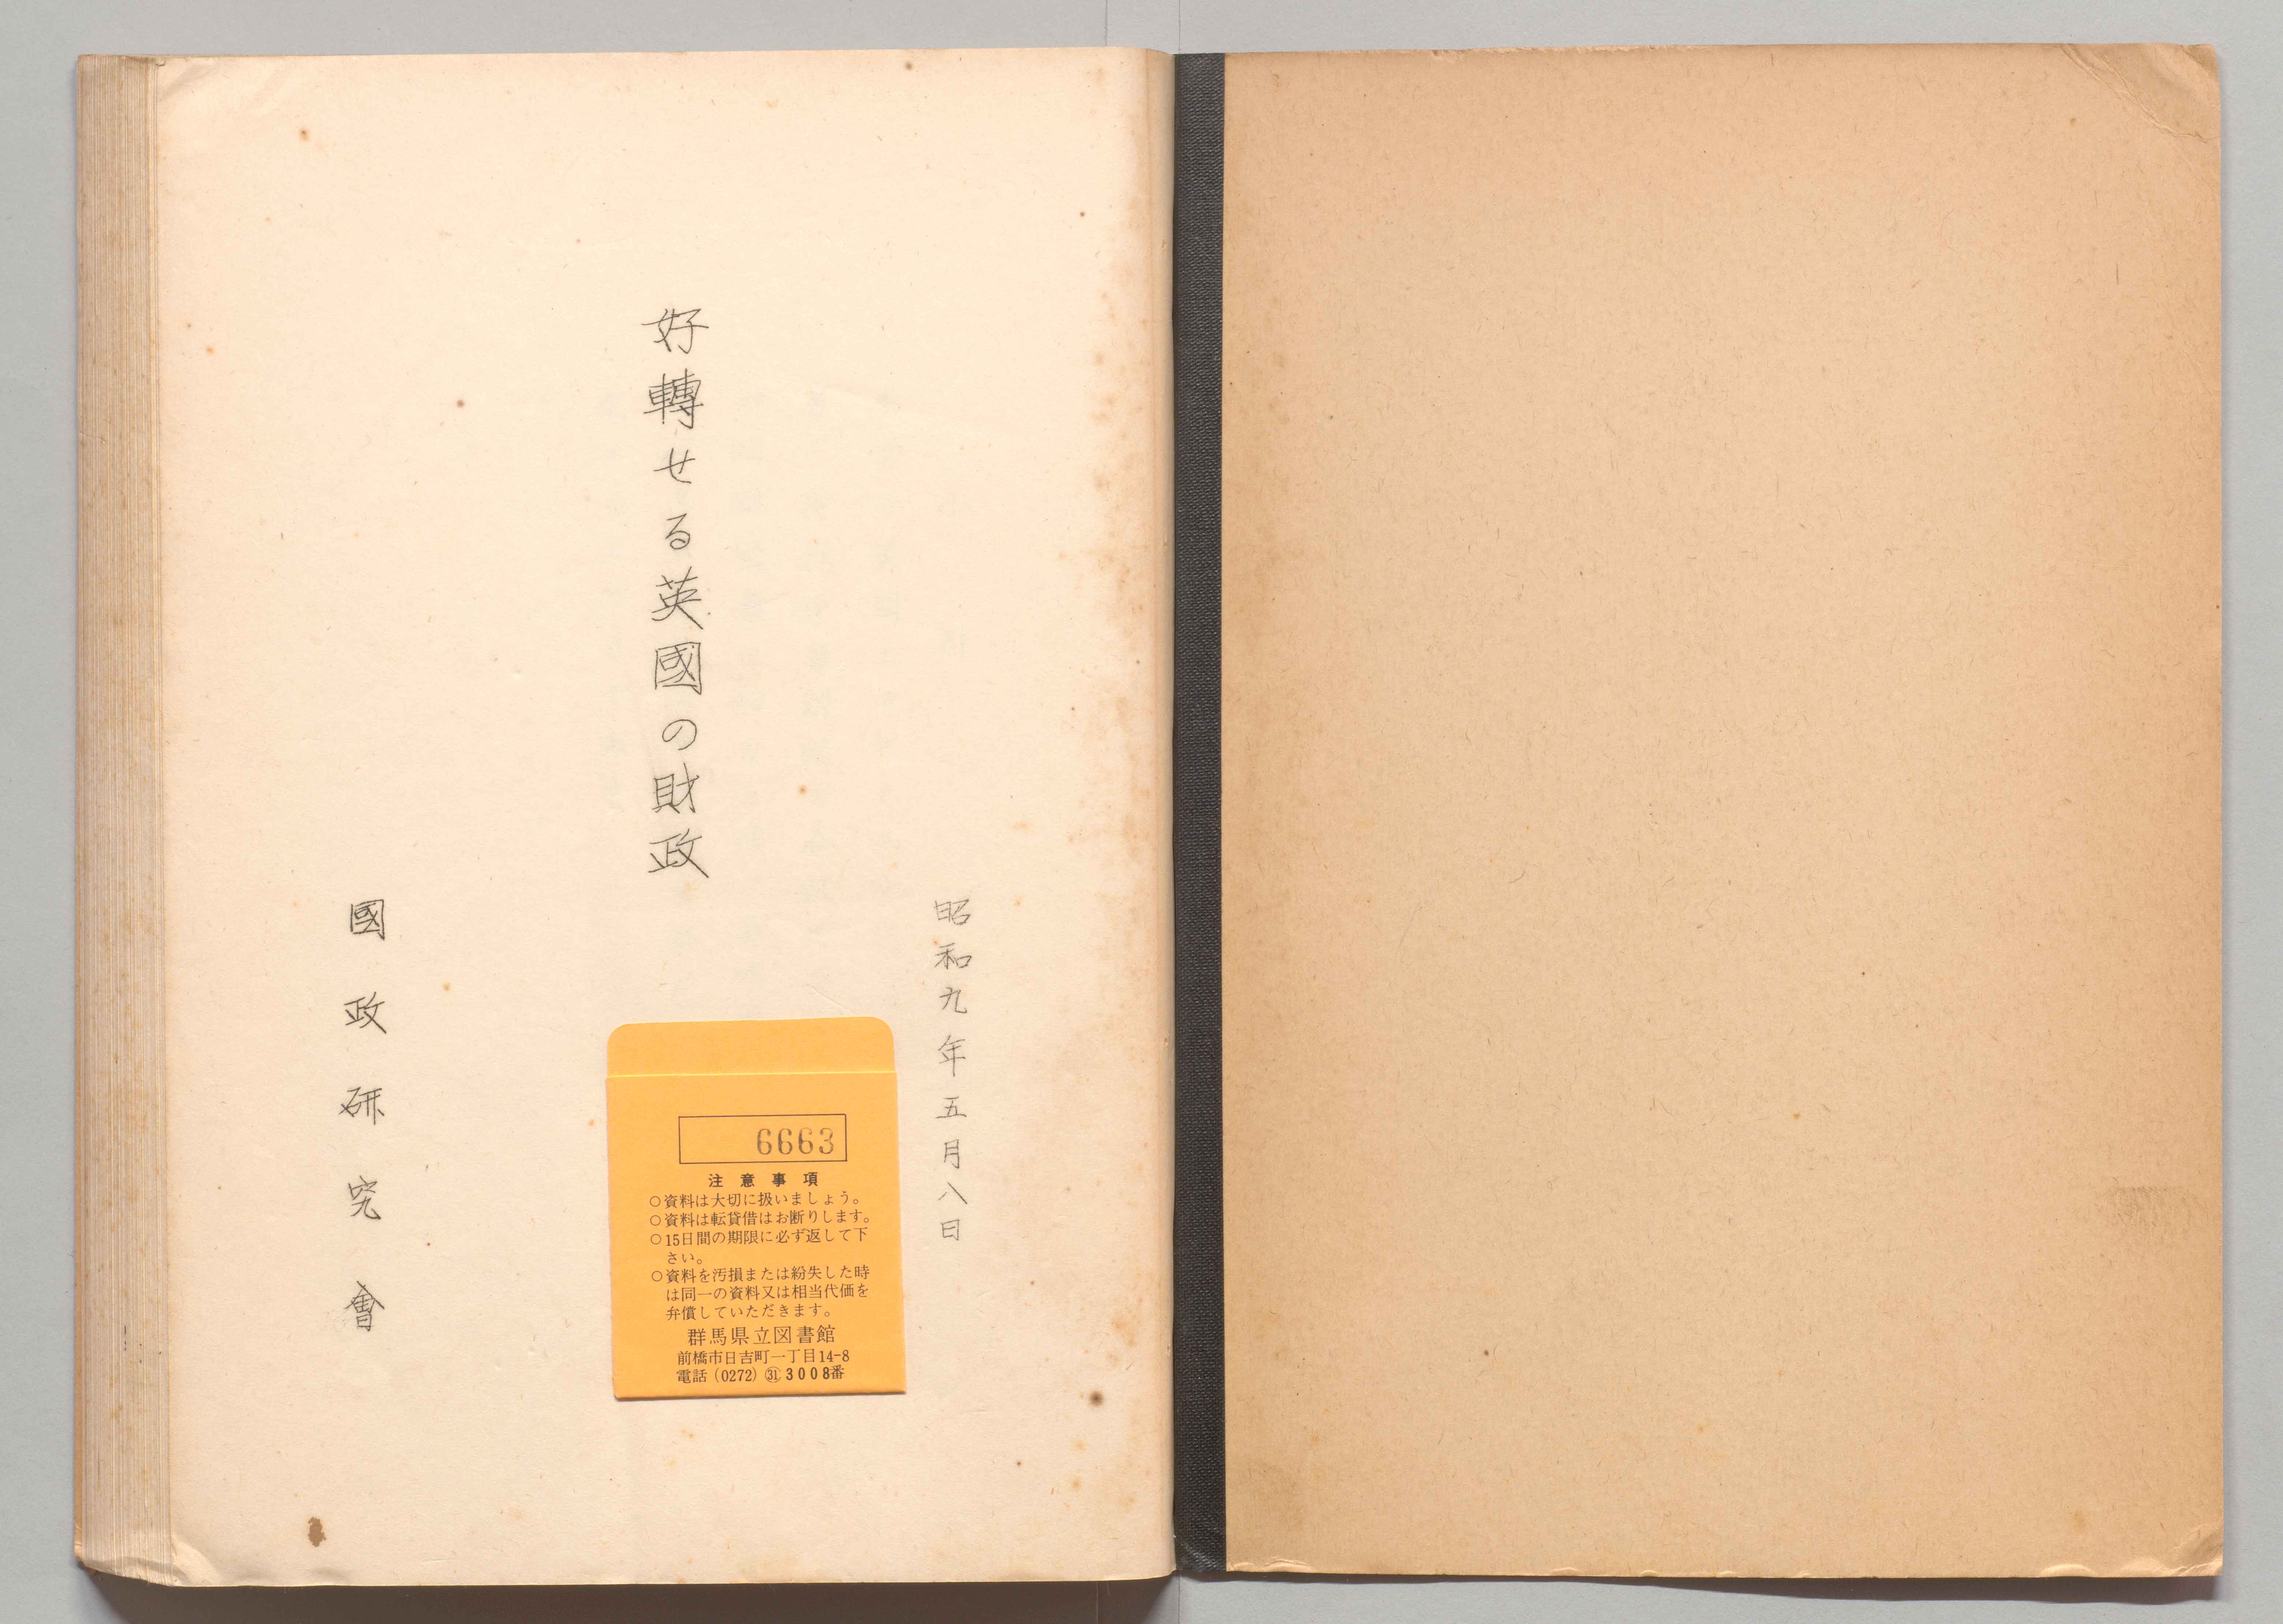 昭和九年五月八日
好轉せる英國の財政
國政研究會
6663
注意事項
○資料は大切に扱いましょう。
○資料は転貸借はお断りします。
○15日間の期限に必ず返して下
さい。
○資料を汚損または紛失した時
は同一の資料又は相当代価を
弁償していただきます。
群馬県立図書館
前橋市日吉町一丁目14-8
電話(0272)㉛3008番